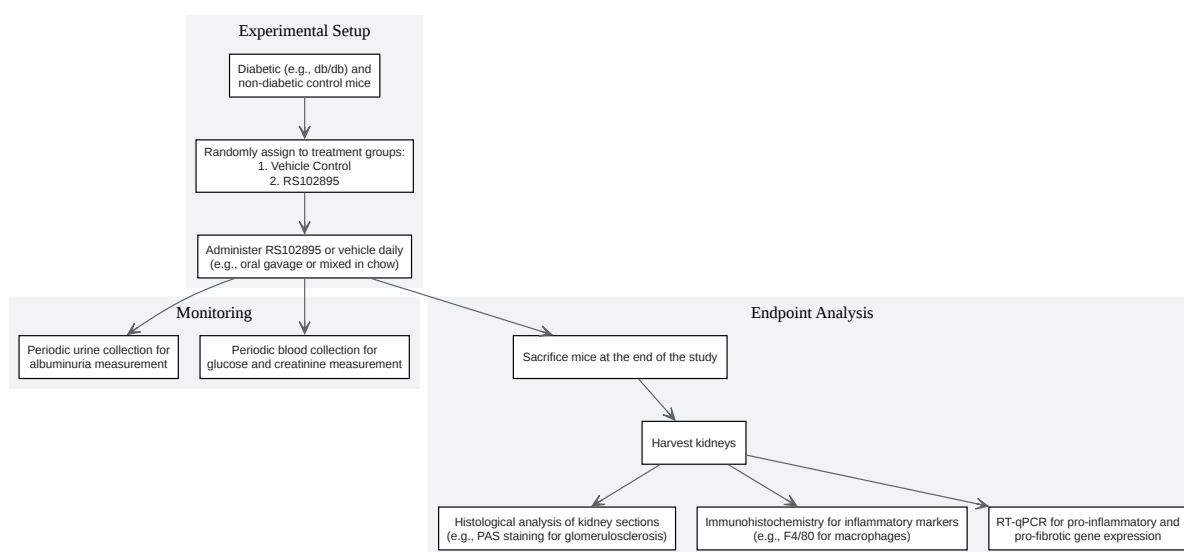 Experimental Setup
Diabetic (e.g., db/db) and
non-diabetic control mice
Randomly assign to treatment groups:
1. Vehicle Control
2. RS102895
Administer RS102895 or vehicle daily
(e.g., oral gavage or mixed in chow)
Monitoring
Periodic urine collection for
albuminuria measurement
Periodic blood collection for
glucose and creatinine measurement
Endpoint Analysis
Sacrifice mice at the end of the study
Harvest kidneys
Histological analysis of kidney sections
(e.g., PAS staining for glomerulosclerosis)
Immunohistochemistry for inflammatory markers
(e.g., F4/80 for macrophages)
RT-qPCR for pro-inflammatory and
pro-fibrotic gene expression